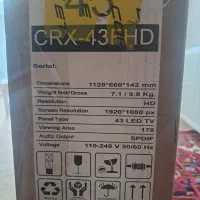 43"
CRX-43FHD
Serial:
Dimensions 1128*660*142 mm
Weight Net/Gross 7.1 / 9.8 Kg.
Resolution: HD
Screen Resolution 1920*1080 px
Panel Type 43 LED TV
Viewing Area 178
Audio Output SPDIF
Voltage: 110-240 V 50/60 Hz